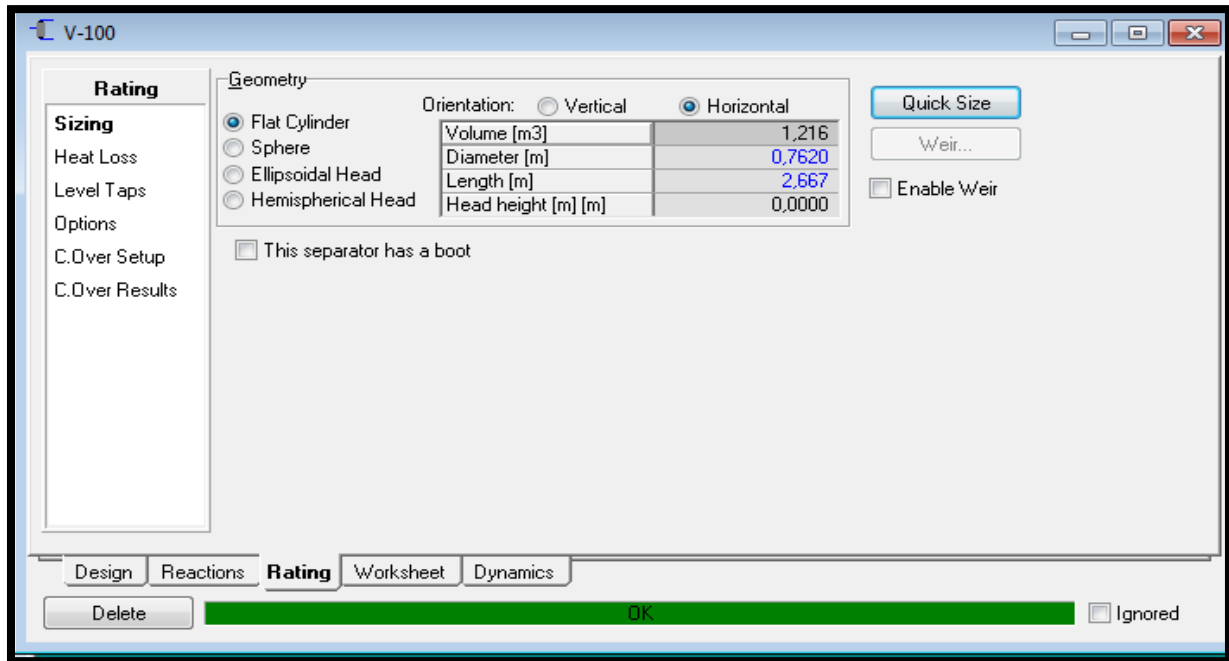 V-100
Rating
Sizing
Heat Loss
Level Taps
Options
C.Over Setup
C.Over Results
Geometry
Orientation: Vertical Horizontal
Flat Cylinder
Sphere
Ellipsoidal Head
Hemispherical Head
Volume [m3] 1,216
Diameter [m] 0,7620
Length [m] 2,667
Head height [m] [m] 0,0000
Quick Size
Weir...
Enable Weir
This separator has a boot
Design Reactions Rating Worksheet Dynamics
Delete OK Ignored